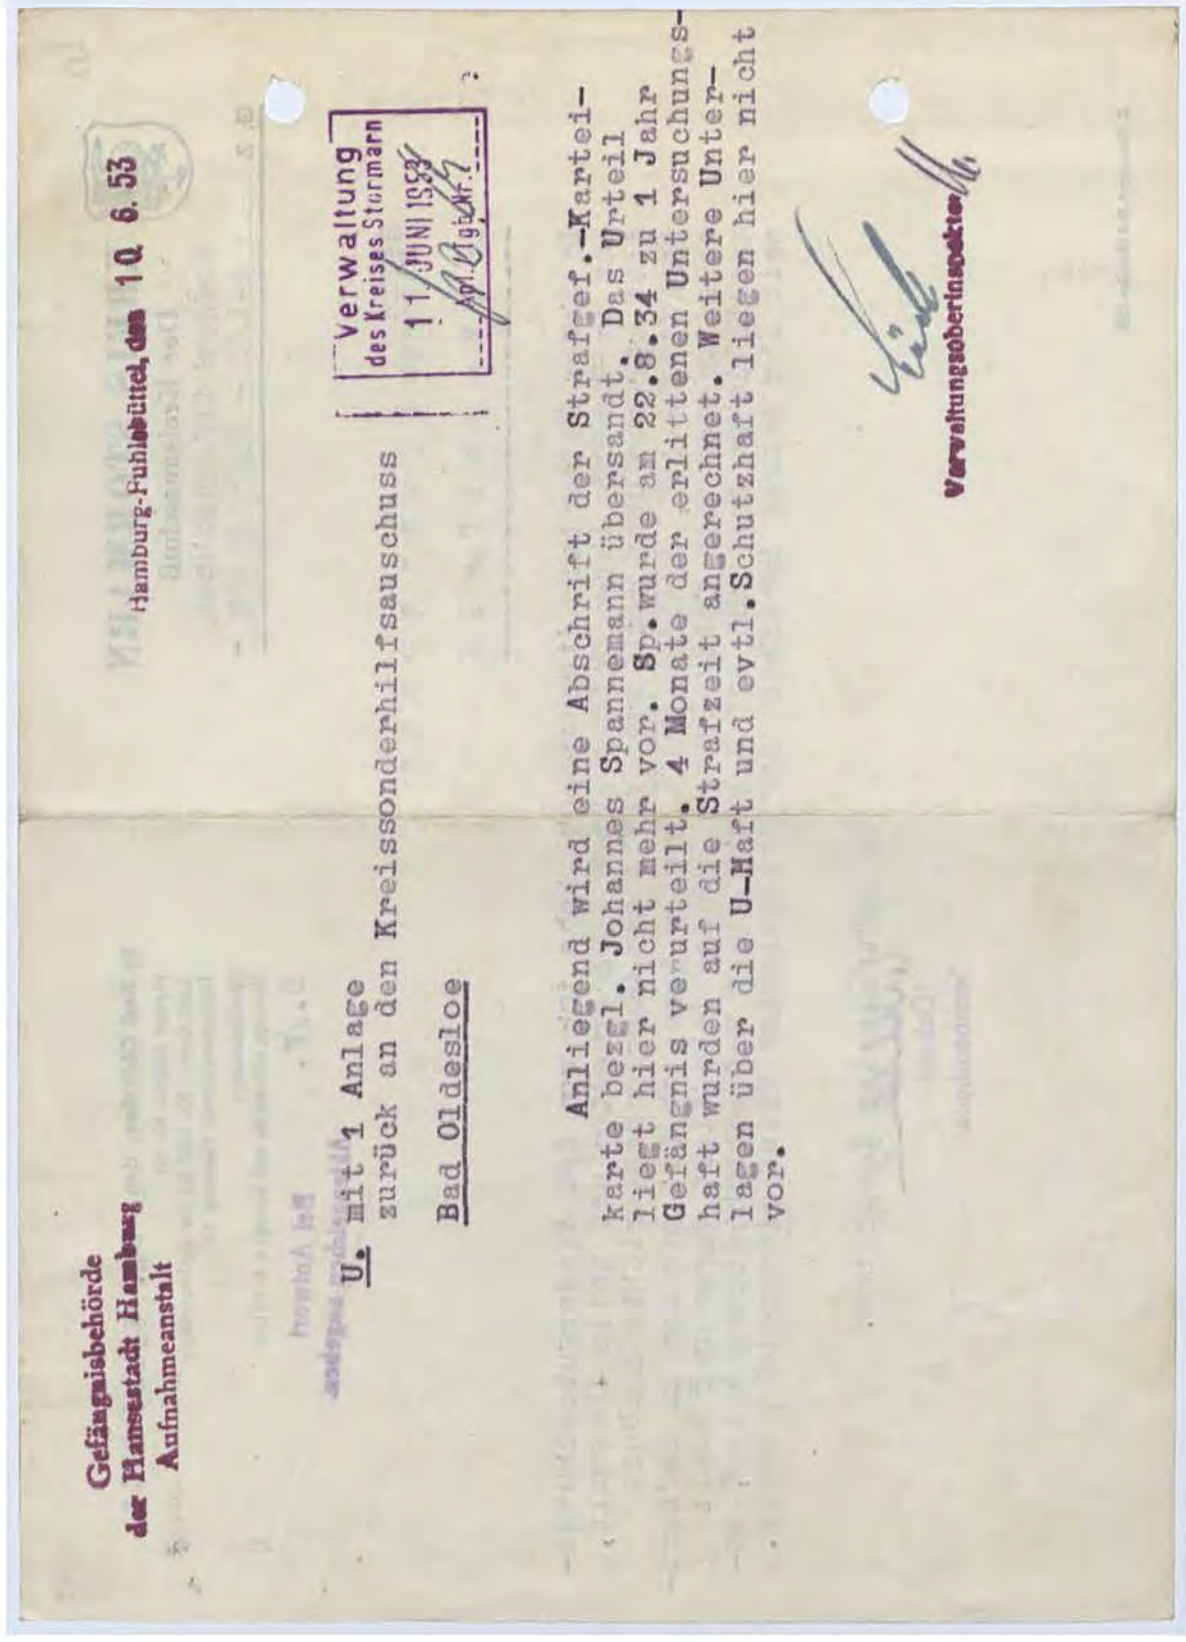 Gefängnisbehörde
der Hansestadt Hamburg
Aufnahmeanstalt
Hamburg-Fuhlsbüttel, den 10. 6. 53
Verwaltung
des Kreises Stormarn
11. JUNI 1953
U. mit 1 Anlage
zurück an den Kreissonderhilfsauschuss
Bad Oldesloe
Anliegend wird eine Abschrift der Strafgef.-Kartei-
karte bezgl. Johannes Spannemann übersandt. Das Urteil
liegt hier nicht mehr vor. Sp.wurde am 22.8.34 zu 1 Jahr
Gefängnis verurteilt. 4 Monate der erlittenen Untersuchungs-
haft wurden auf die Strafzeit angerechnet. Weitere Unter-
lagen über die U-Haft und evtl.Schutzhaft liegen hier nicht
vor.
Verwaltungsoberinspektor